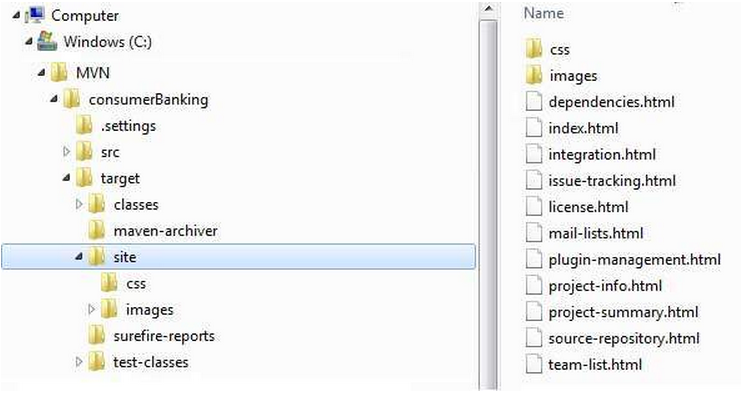 Computer
Windows (C:)
MVN
consumerBanking
.settings
src
target
classes
maven-archiver
site
css
images
surefire-reports
test-classes
Name
css
images
dependencies.html
index.html
integration.html
issue-tracking.html
license.html
mail-lists.html
plugin-management.html
project-info.html
project-summary.html
source-repository.html
team-list.html